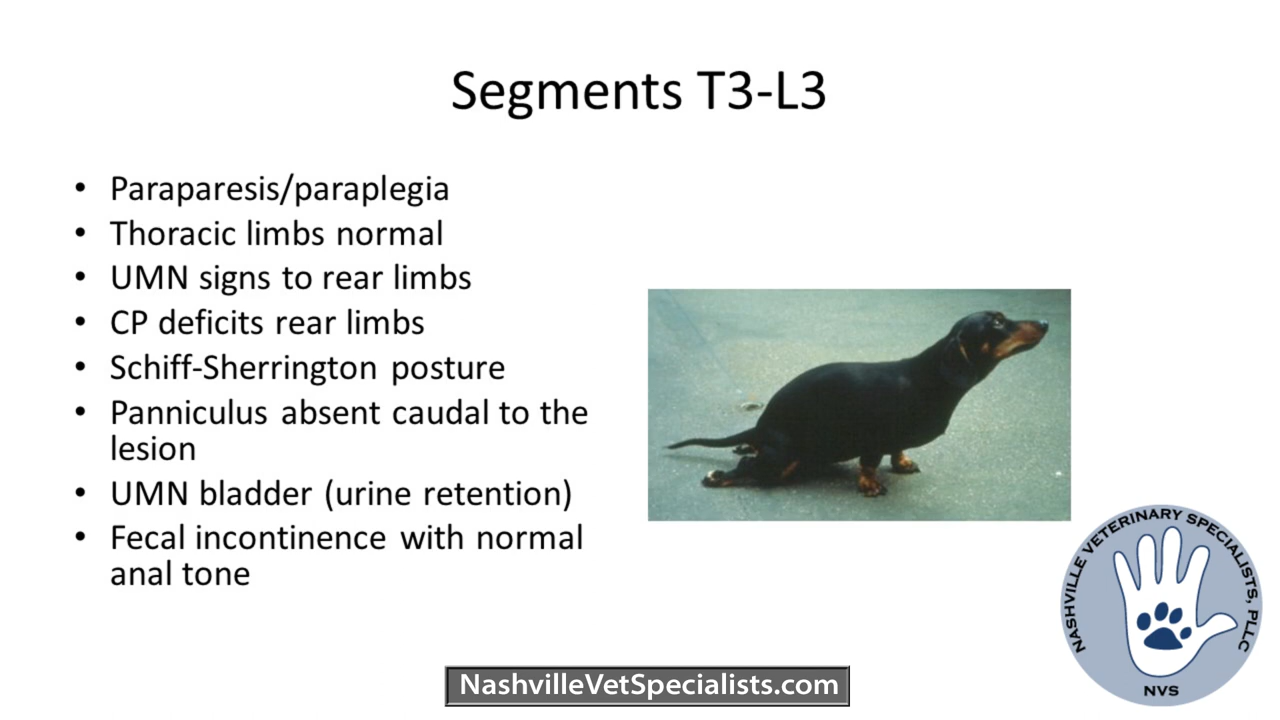 Segments T3-L3
• Paraparesis/paraplegia
• Thoracic limbs normal
• UMN signs to rear limbs
• CP deficits rear limbs
• Schiff-Sherrington posture
• Panniculus absent caudal to the
lesion
• UMN bladder (urine retention)
• Fecal incontinence with normal
anal tone
NASHVILLE VETERINARY SPECIALISTS, PLLC
NVS
NashvilleVetSpecialists.com